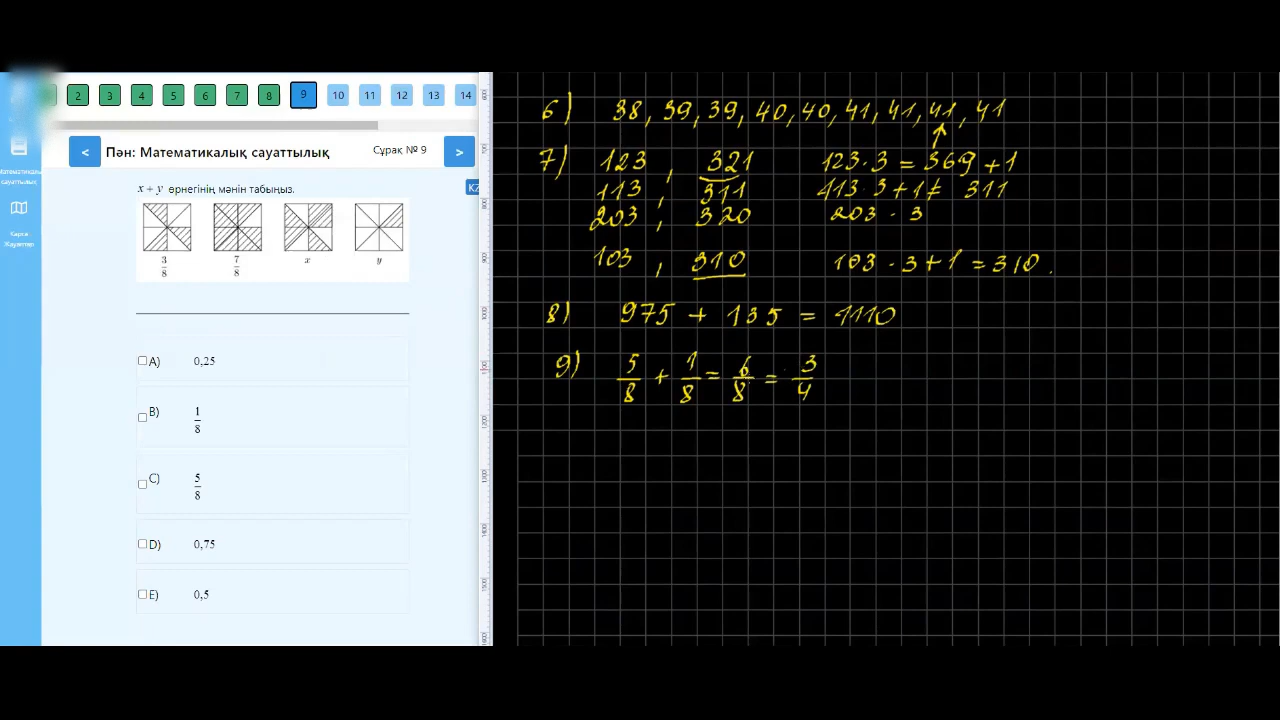 2 3 4 5 6 7 8 9 10 11 12 13 14
< Пән: Математикалық сауаттылық Сұрақ № 9 >
Математикалық сауаттылық
KZ
Қате
Жауаптар
x + y өрнегінің мәнін табыңыз.
3/8 7/8 x y
A) 0,25
B) 1/8
C) 5/8
D) 0,75
E) 0,5
6) 38, 39, 39, 40, 40, 41, 41, 41, 41
7) 123 , 321 123·3 = 369 + 1
113 , 311 113·3+1 ≠ 311
203 , 320 203 · 3
103 , 310 103 · 3 + 1 = 310.
8) 975 + 135 = 1110
9) 5/8 + 1/8 = 6/8 = 3/4